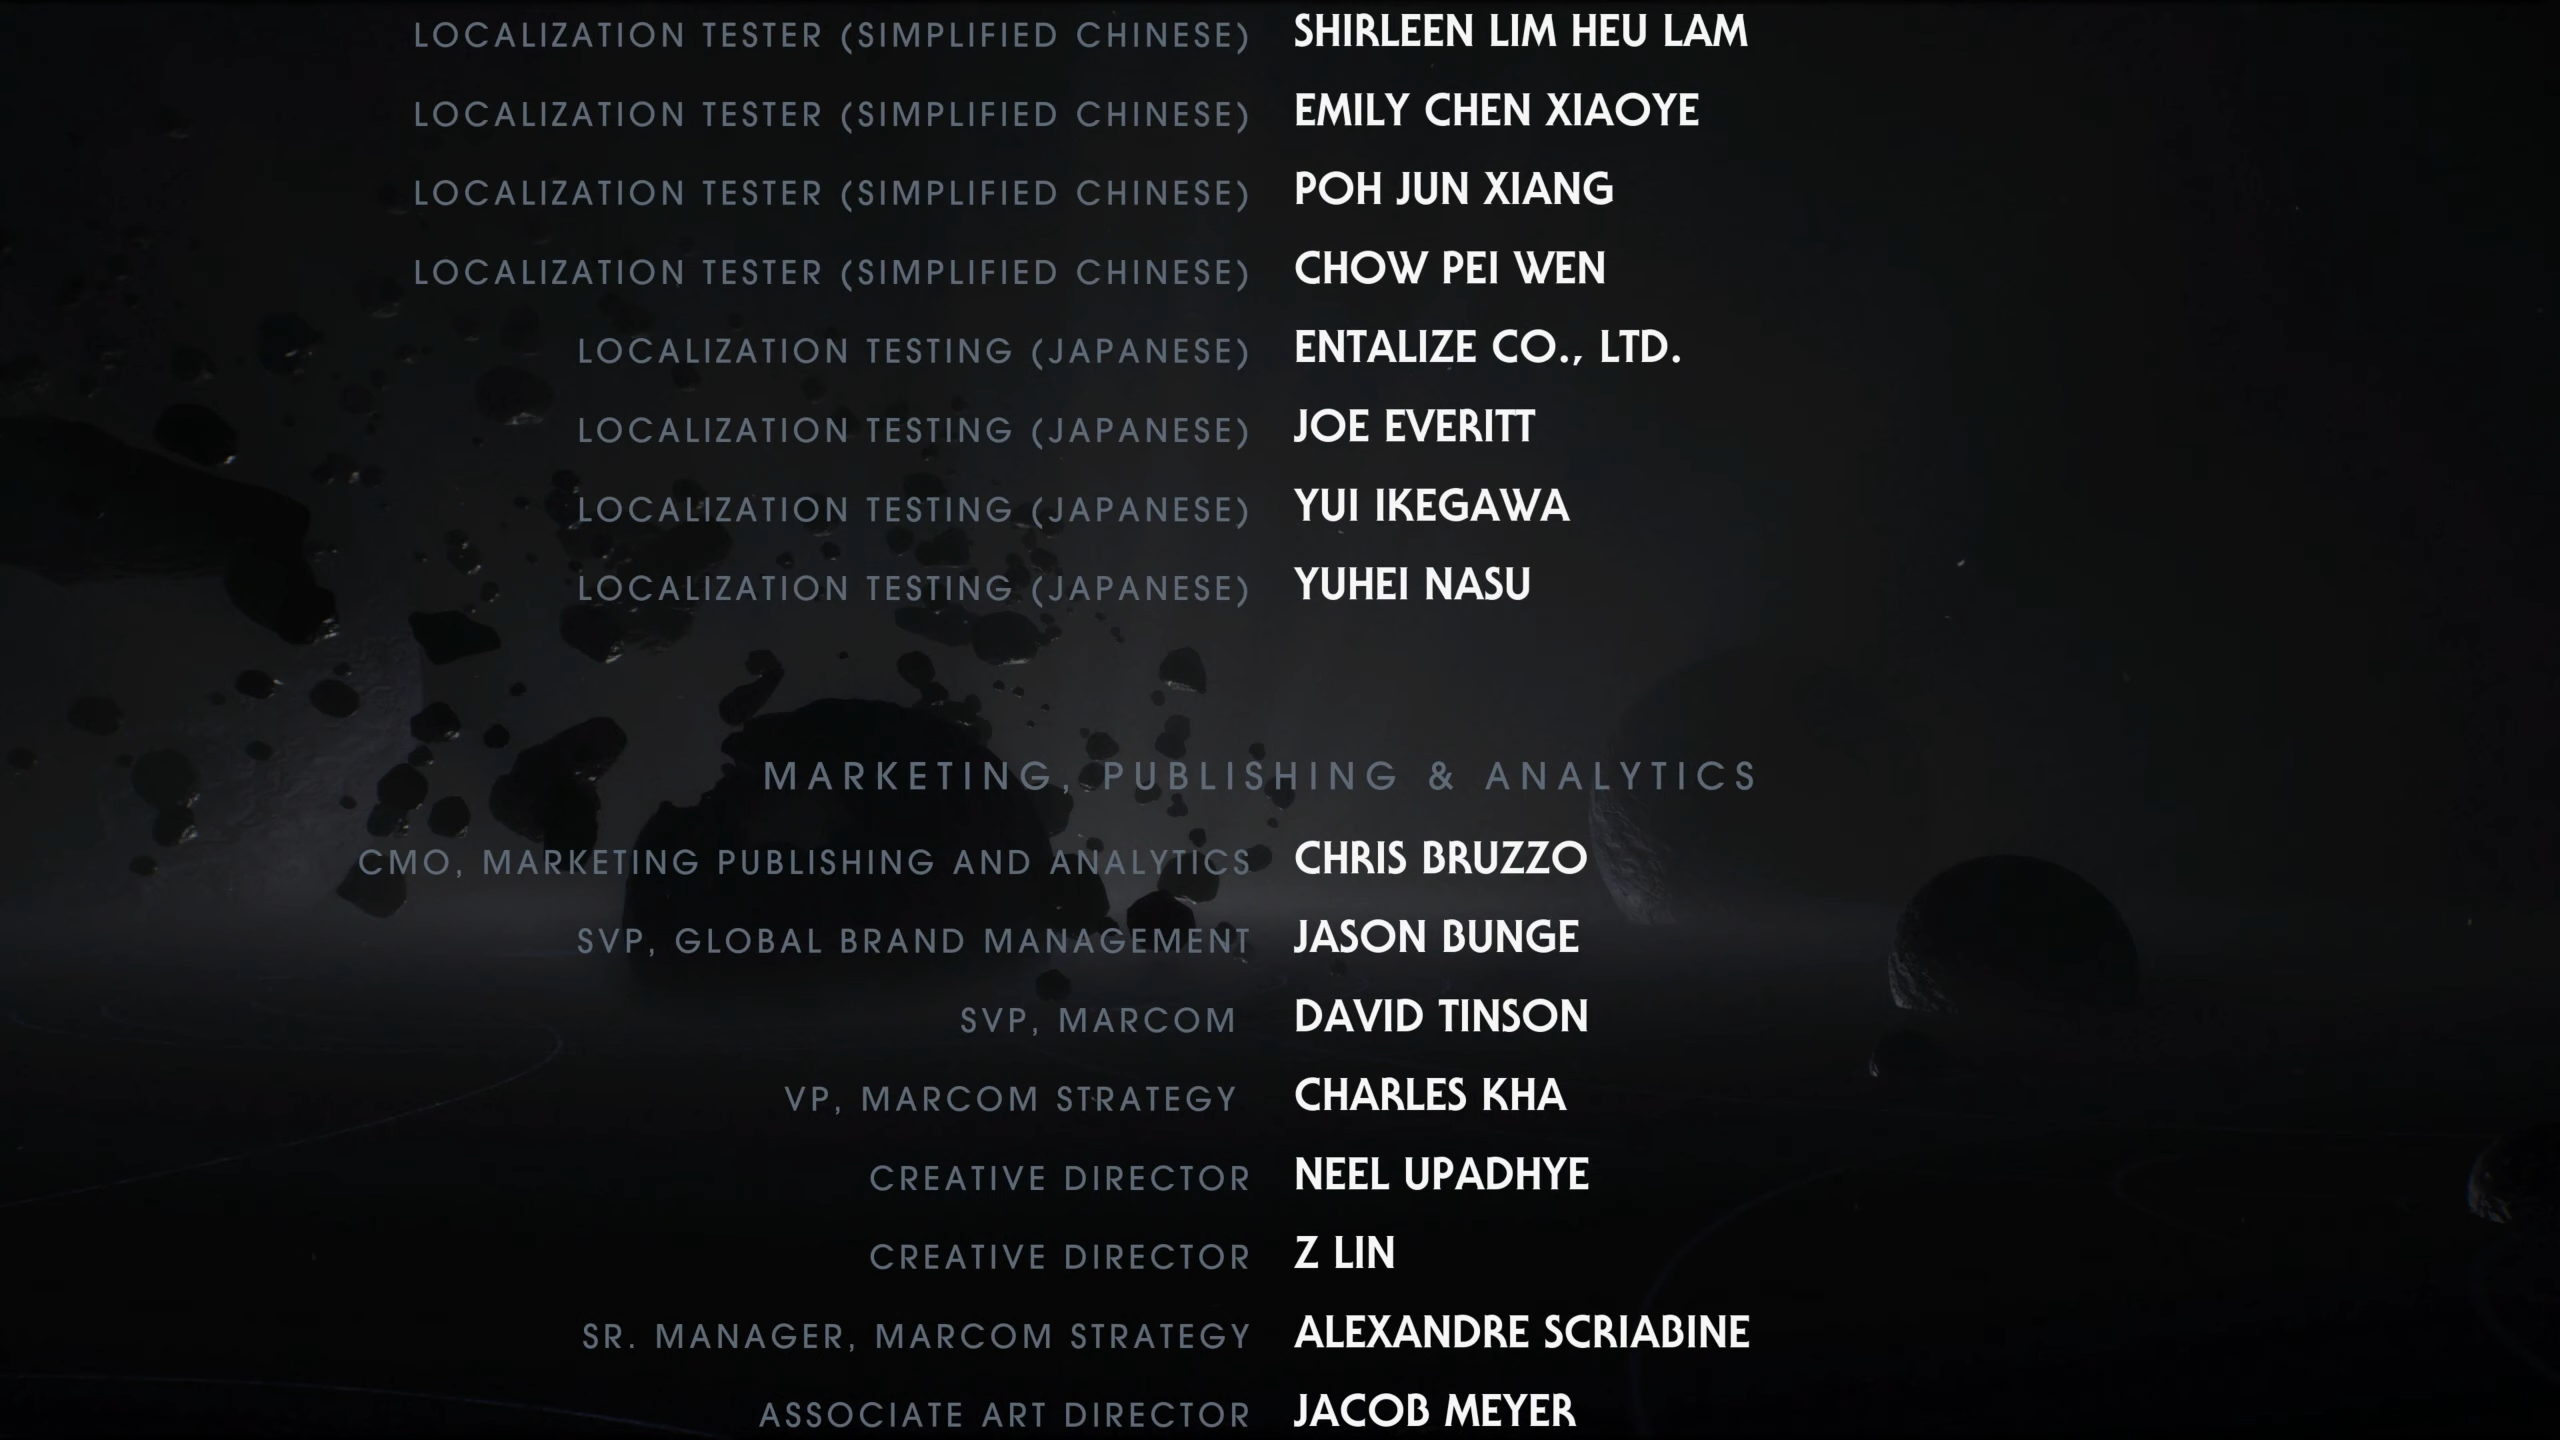 LOCALIZATION TESTER (SIMPLIFIED CHINESE) SHIRLEEN LIM HEU LAM
LOCALIZATION TESTER (SIMPLIFIED CHINESE) EMILY CHEN XIAOYE
LOCALIZATION TESTER (SIMPLIFIED CHINESE) POH JUN XIANG
LOCALIZATION TESTER (SIMPLIFIED CHINESE) CHOW PEI WEN
LOCALIZATION TESTING (JAPANESE) ENTALIZE CO., LTD.
LOCALIZATION TESTING (JAPANESE) JOE EVERITT
LOCALIZATION TESTING (JAPANESE) YUI IKEGAWA
LOCALIZATION TESTING (JAPANESE) YUHEI NASU
MARKETING, PUBLISHING & ANALYTICS
CMO, MARKETING PUBLISHING AND ANALYTICS CHRIS BRUZZO
SVP, GLOBAL BRAND MANAGEMENT JASON BUNGE
SVP, MARCOM DAVID TINSON
VP, MARCOM STRATEGY CHARLES KHA
CREATIVE DIRECTOR NEEL UPADHYE
CREATIVE DIRECTOR Z LIN
SR. MANAGER, MARCOM STRATEGY ALEXANDRE SCRIABINE
ASSOCIATE ART DIRECTOR JACOB MEYER